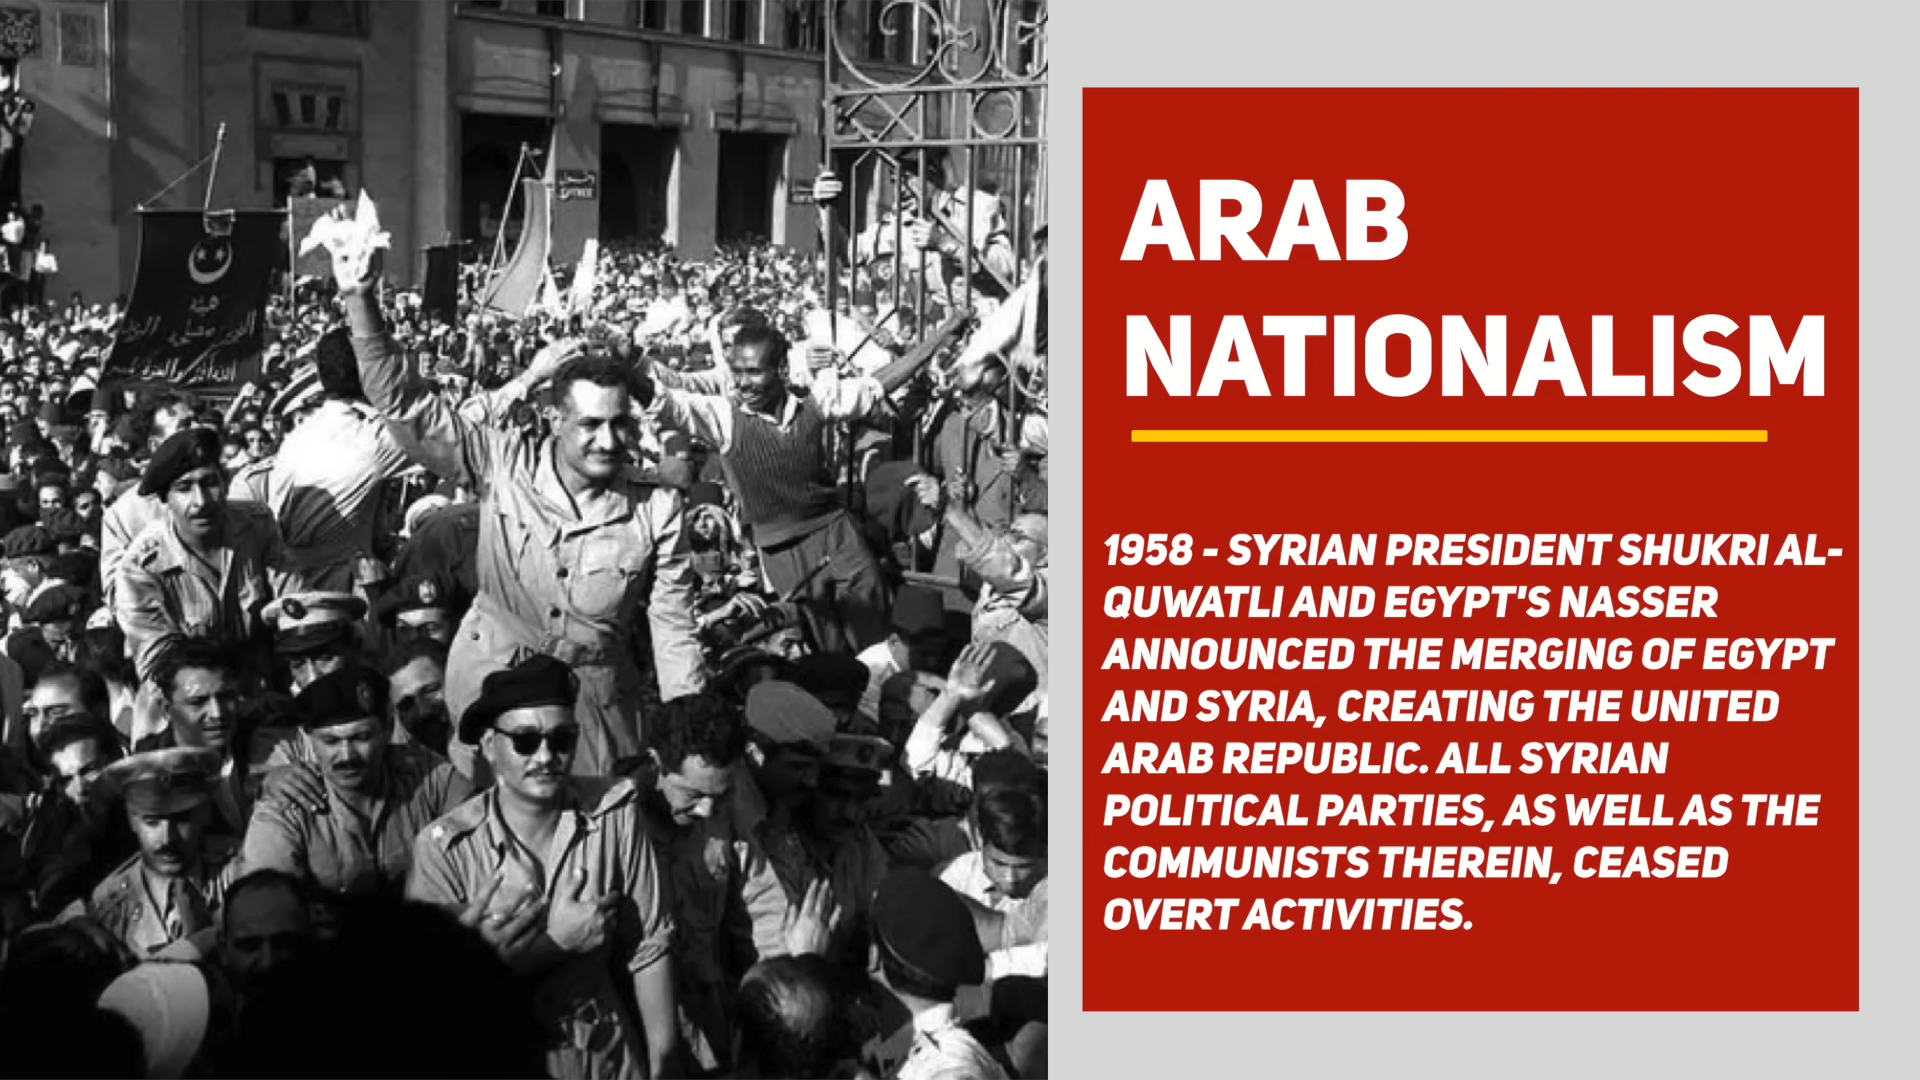 ARAB
NATIONALISM
1958 - SYRIAN PRESIDENT SHUKRI AL-
QUWATLI AND EGYPT'S NASSER
ANNOUNCED THE MERGING OF EGYPT
AND SYRIA, CREATING THE UNITED
ARAB REPUBLIC. ALL SYRIAN
POLITICAL PARTIES, AS WELL AS THE
COMMUNISTS THEREIN, CEASED
OVERT ACTIVITIES.